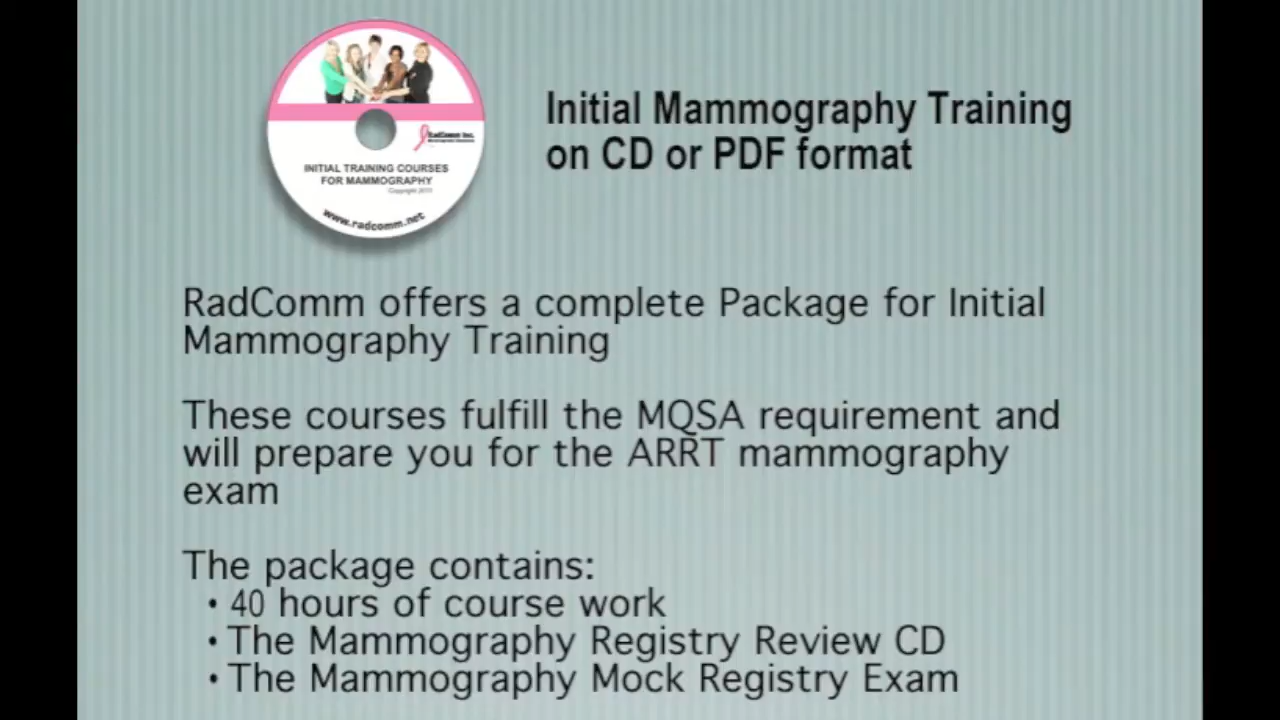 RadComm Inc.
INITIAL TRAINING COURSES
FOR MAMMOGRAPHY
www.radcomm.net
Initial Mammography Training
on CD or PDF format
RadComm offers a complete Package for Initial
Mammography Training
These courses fulfill the MQSA requirement and
will prepare you for the ARRT mammography
exam
The package contains:
• 40 hours of course work
• The Mammography Registry Review CD
• The Mammography Mock Registry Exam